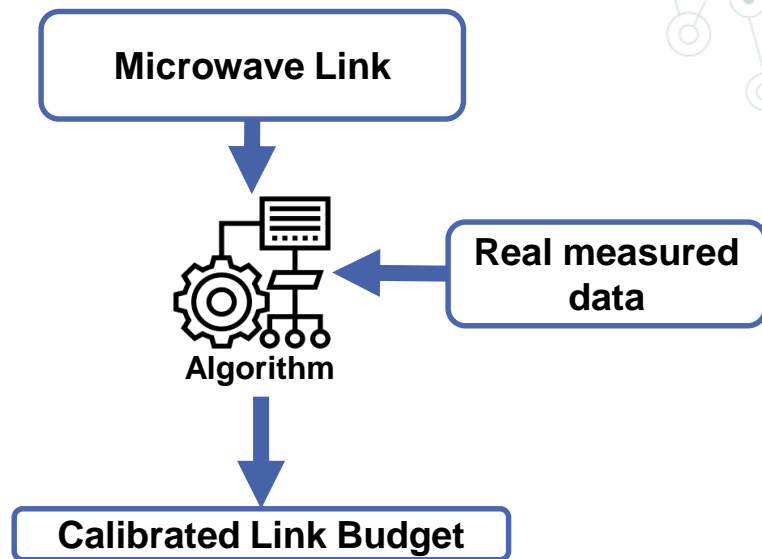 Microwave Link
Real measured
data
Algorithm
Calibrated Link Budget